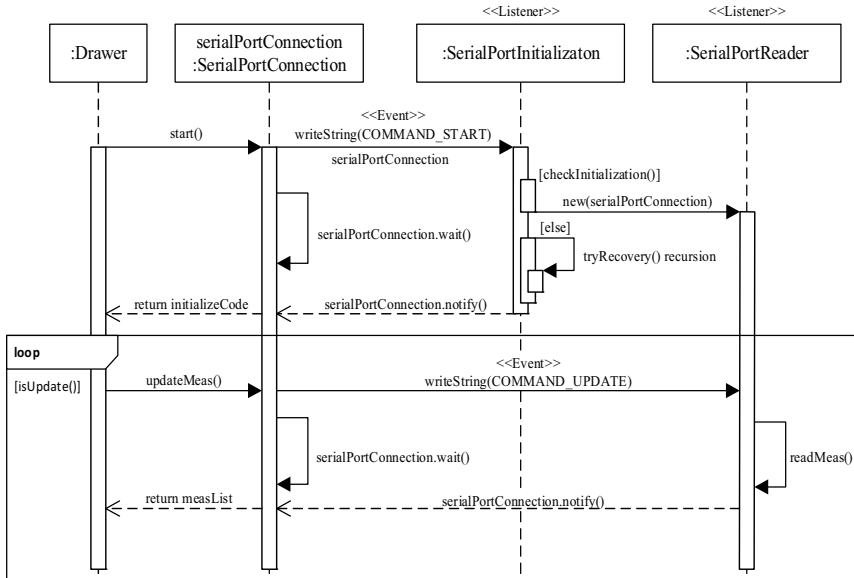 <<Listener>>
<<Listener>>
:Drawer
serialPortConnection
:SerialPortConnection
:SerialPortInitializaton
:SerialPortReader
<<Event>>
start()
writeString(COMMAND_START)
serialPortConnection
[checkInitialization()]
new(serialPortConnection)
[else]
serialPortConnection.wait()
tryRecovery() recursion
return initializeCode
serialPortConnection.notify()
loop
<<Event>>
[isUpdate()]
updateMeas()
writeString(COMMAND_UPDATE)
serialPortConnection.wait()
readMeas()
return measList
serialPortConnection.notify()